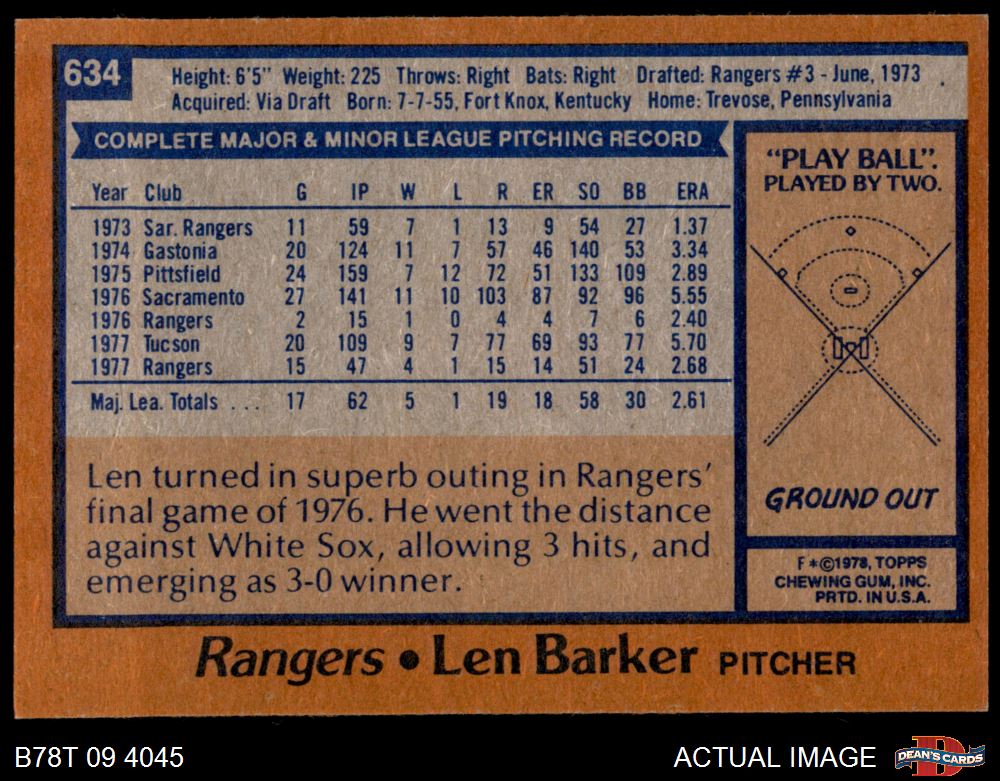 634
Height: 6'5" Weight: 225 Throws: Right Bats: Right Drafted: Rangers #3 - June, 1973
Acquired: Via Draft Born: 7-7-55, Fort Knox, Kentucky Home: Trevose, Pennsylvania
COMPLETE MAJOR & MINOR LEAGUE PITCHING RECORD
Year Club G IP W L R ER SO BB ERA
1973 Sar. Rangers 11 59 7 1 13 9 54 27 1.37
1974 Gastonia 20 124 11 7 57 46 140 53 3.34
1975 Pittsfield 24 159 7 12 72 51 133 109 2.89
1976 Sacramento 27 141 11 10 103 87 92 96 5.55
1976 Rangers 2 15 1 0 4 4 7 6 2.40
1977 Tucson 20 109 9 7 77 69 93 77 5.70
1977 Rangers 15 47 4 1 15 14 51 24 2.68
Maj. Lea. Totals . . . 17 62 5 1 19 18 58 30 2.61
Len turned in superb outing in Rangers'
final game of 1976. He went the distance
against White Sox, allowing 3 hits, and
emerging as 3-0 winner.
"PLAY BALL".
PLAYED BY TWO.
GROUND OUT
F*©1978, TOPPS
CHEWING GUM, INC.
PRTD. IN U.S.A.
Rangers • Len Barker PITCHER
B78T 09 4045
ACTUAL IMAGE
DEAN'S CARDS